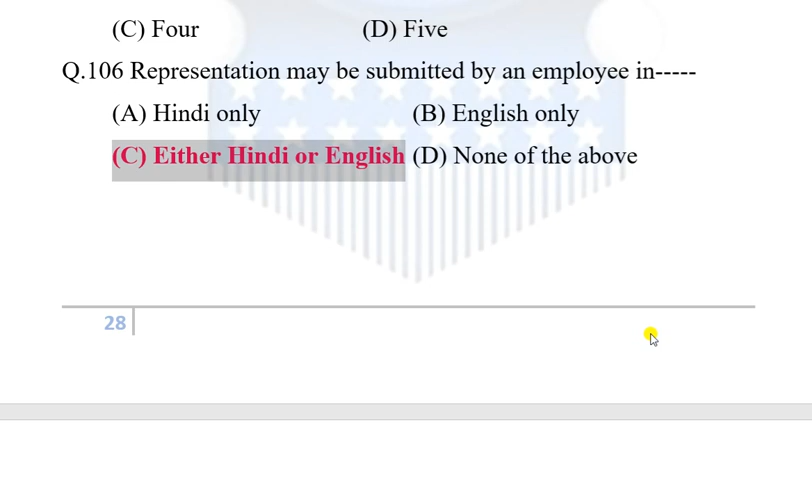 (C) Four (D) Five
Q.106 Representation may be submitted by an employee in-----
(A) Hindi only (B) English only
(C) Either Hindi or English (D) None of the above
28